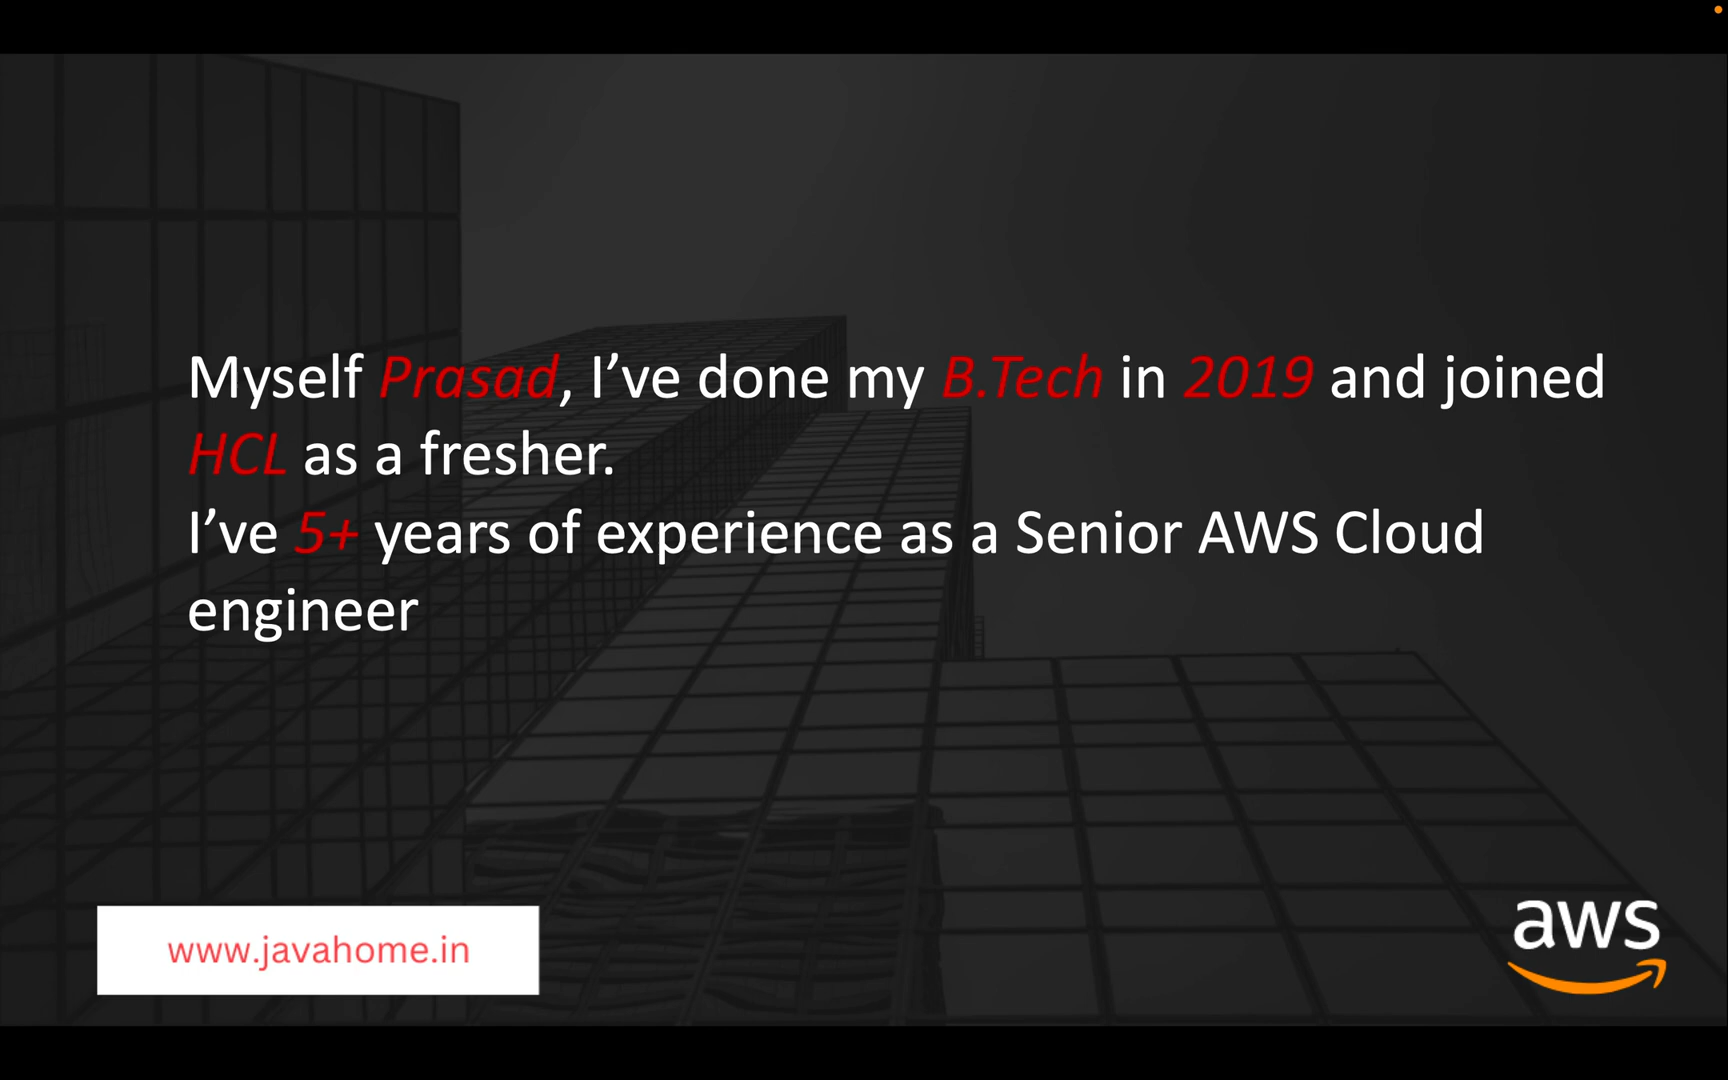 Myself Prasad, I’ve done my B.Tech in 2019 and joined
HCL as a fresher.
I’ve 5+ years of experience as a Senior AWS Cloud
engineer
www.javahome.in
aws